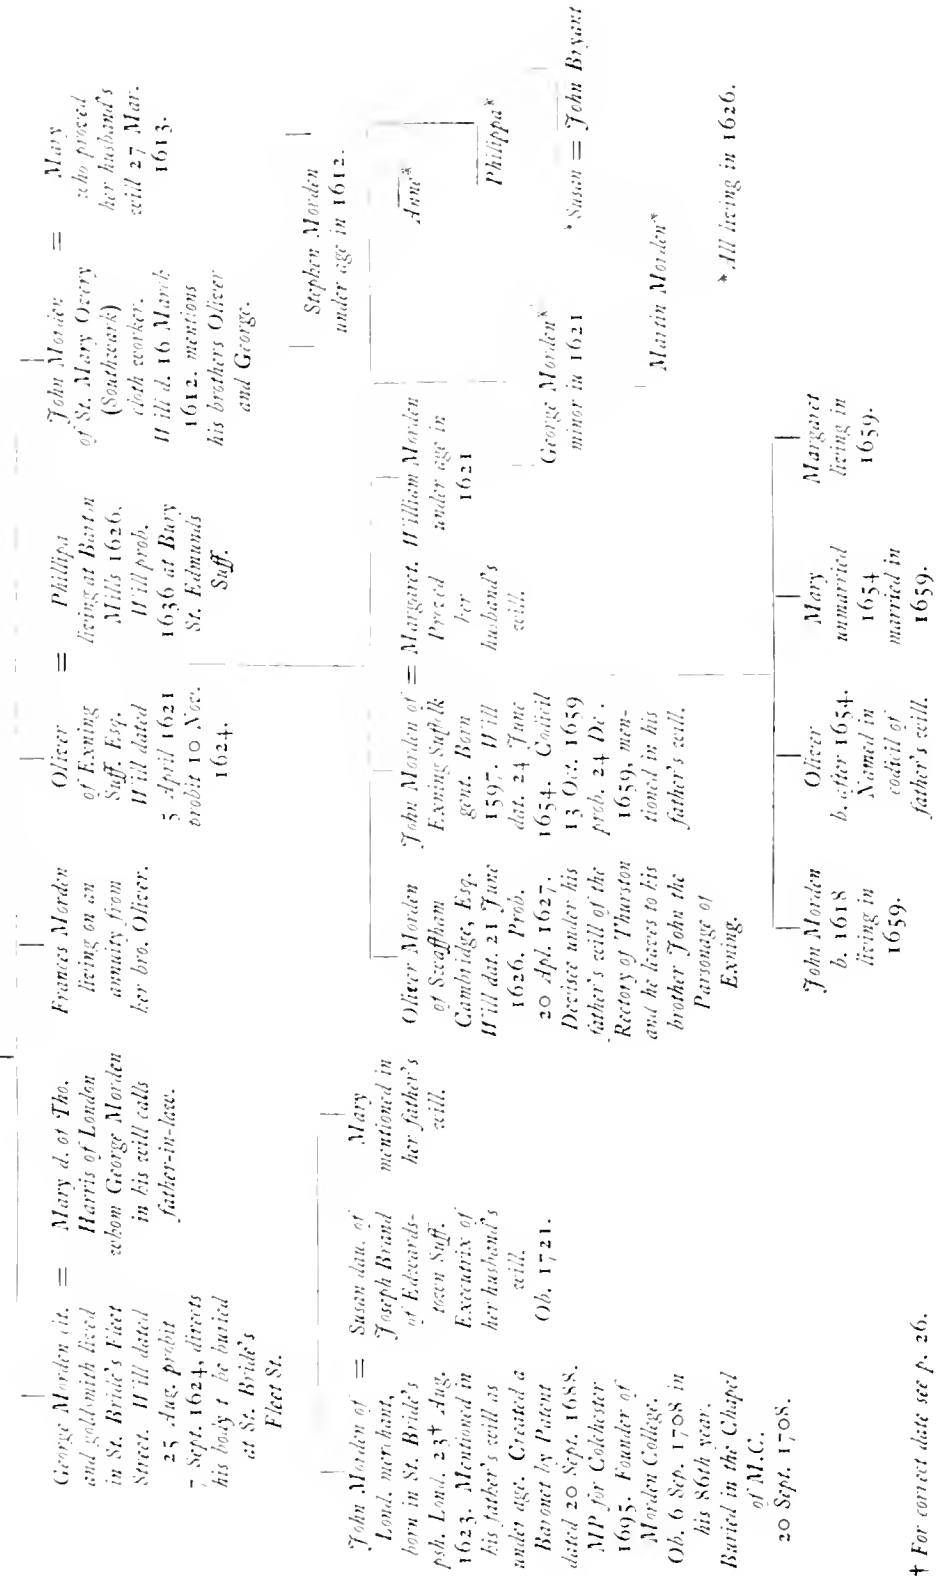 George Morden cit.
and goldsmith lived
in St. Bride's Fleet
Street. Will dated
25 Aug. probit
7 Sept. 1624, directs
his body t be buried
at St. Bride's
Fleet St.
=
Mary d. of Tho.
Harris of London
whom George Morden
in his will calls
father-in-law.
Frances Morden
living on an
annuity from
her bro. Oliver.
Oliver
of Exning
Suff. Esq.
Will dated
5 April 1621
probit 10 Nov.
1624.
=
Phillipa
living at Barton
Mills 1626.
Will prob.
1636 at Bury
St. Edmunds
Suff.
John Morden
of St. Mary Overy
(Southwark)
cloth worker.
Will d. 16 March
1612. mentions
his brothers Oliver
and George.
=
Mary
who proved
her husband's
will 27 Mar.
1613.
John Morden of
Lond. merchant,
born in St. Bride's
psh. Lond. 23† Aug.
1623. Mentioned in
his father's will as
under age. Created a
Baronet by Patent
dated 20 Sept. 1688.
MP for Colchester
1695. Founder of
Morden College.
Ob. 6 Sep. 1708 in
his 86th year.
Buried in the Chapel
of M.C.
20 Sept. 1708.
=
Susan dau. of
Joseph Brand
of Edwards-
town Suff.
Executrix of
her husband's
will.
Ob. 1721.
Mary
mentioned in
her father's
will.
Stephen Morden
under age in 1612.
Oliver Morden
of Swaffham
Cambridge, Esq.
Will dat. 21 June
1626. Prob.
20 Apl. 1627.
Devisee under his
father's will of the
Rectory of Thurston
and he leaves to his
brother John the
Parsonage of
Exning.
John Morden of
Exning Suffolk
gent. Born
1597. Will
dat. 24 June
1654. Codicil
13 Oct. 1659
prob. 24 De .
1659, men-
tioned in his
father's will.
=
Margaret.
Proved
her
husband's
will.
William Morden
under age in
1621
Anne*
Philippa*
George Morden*
minor in 1621
*Susan = John Bryant
Martin Morden*
* All living in 1626.
John Morden
b. 1618
living in
1659.
Oliver
b. after 1654.
Named in
codicil of
father's will.
Mary
unmarried
1654
married in
1659.
Margaret
living in
1659.
† For correct date see p. 26.